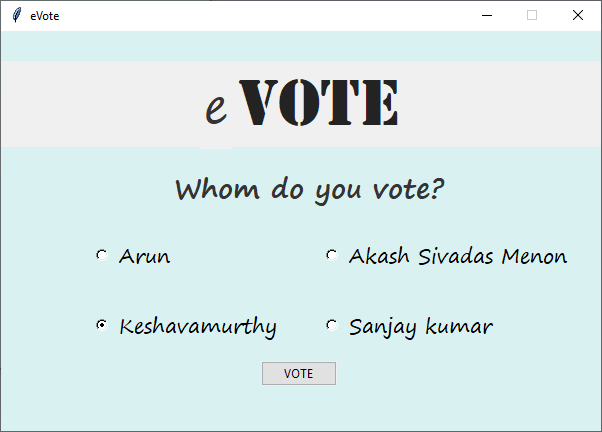 eVote
e VOTE
Whom do you vote?
Arun
Akash Sivadas Menon
Keshavamurthy
Sanjay kumar
VOTE